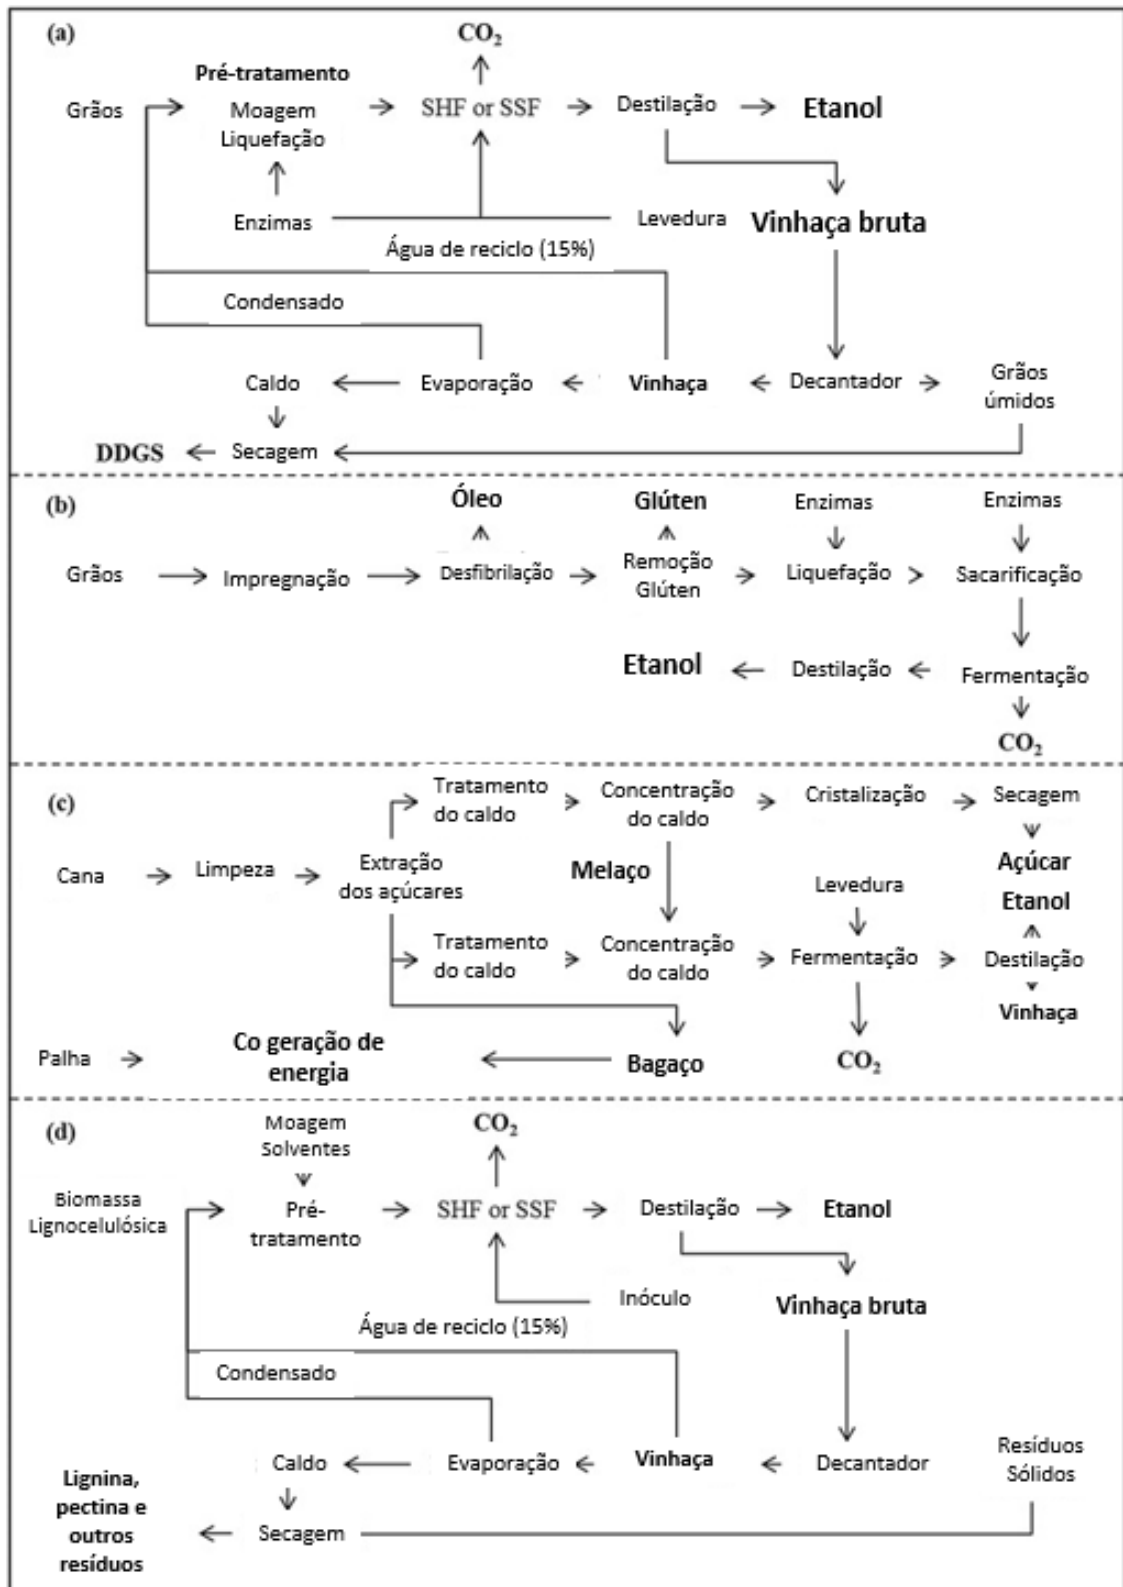 (a)
CO₂
Pré-tratamento
Grãos
Moagem
Liquefação
SHF or SSF
Destilação
Etanol
Enzimas
Levedura
Vinhaça bruta
Água de reciclo (15%)
Condensado
Caldo
Evaporação
Vinhaça
Decantador
Grãos
úmidos
DDGS
Secagem
(b)
Óleo
Glúten
Enzimas
Enzimas
Grãos
Impregnação
Desfibrilação
Remoção
Glúten
Liquefação
Sacarificação
Etanol
Destilação
Fermentação
CO₂
(c)
Tratamento
do caldo
Concentração
do caldo
Cristalização
Secagem
Cana
Limpeza
Extração
dos açúcares
Melaço
Levedura
Açúcar
Etanol
Tratamento
do caldo
Concentração
do caldo
Fermentação
Destilação
Vinhaça
Palha
Co geração de
energia
Bagaço
CO₂
(d)
Moagem
Solventes
CO₂
Biomassa
Lignocelulósica
Pré-
tratamento
SHF or SSF
Destilação
Etanol
Inóculo
Vinhaça bruta
Água de reciclo (15%)
Condensado
Caldo
Evaporação
Vinhaça
Decantador
Resíduos
Sólidos
Lignina,
pectina e
outros
resíduos
Secagem